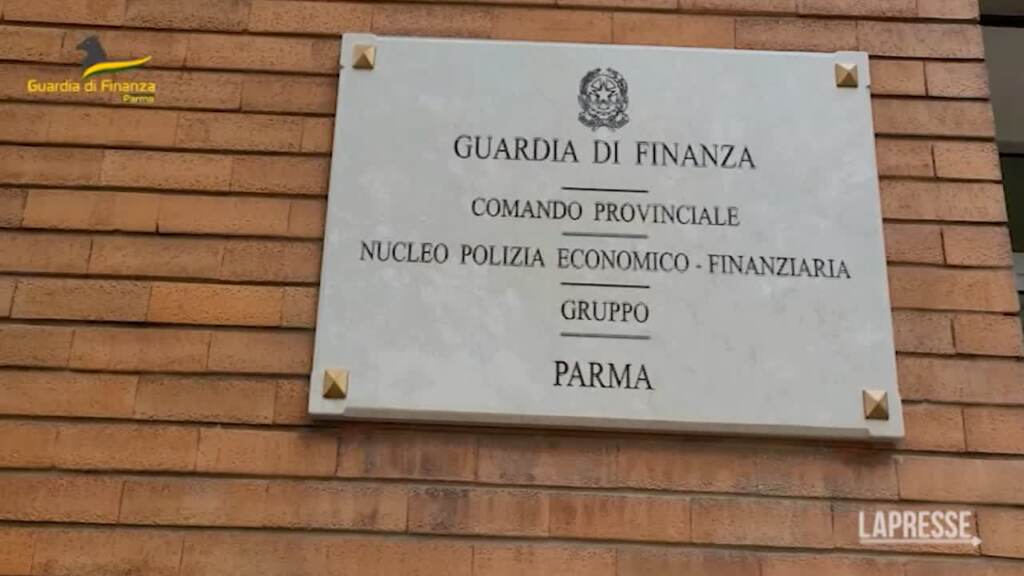 Guardia di Finanza
Parma
GUARDIA DI FINANZA
COMANDO PROVINCIALE
NUCLEO POLIZIA ECONOMICO - FINANZIARIA
GRUPPO
PARMA
LAPRESSE